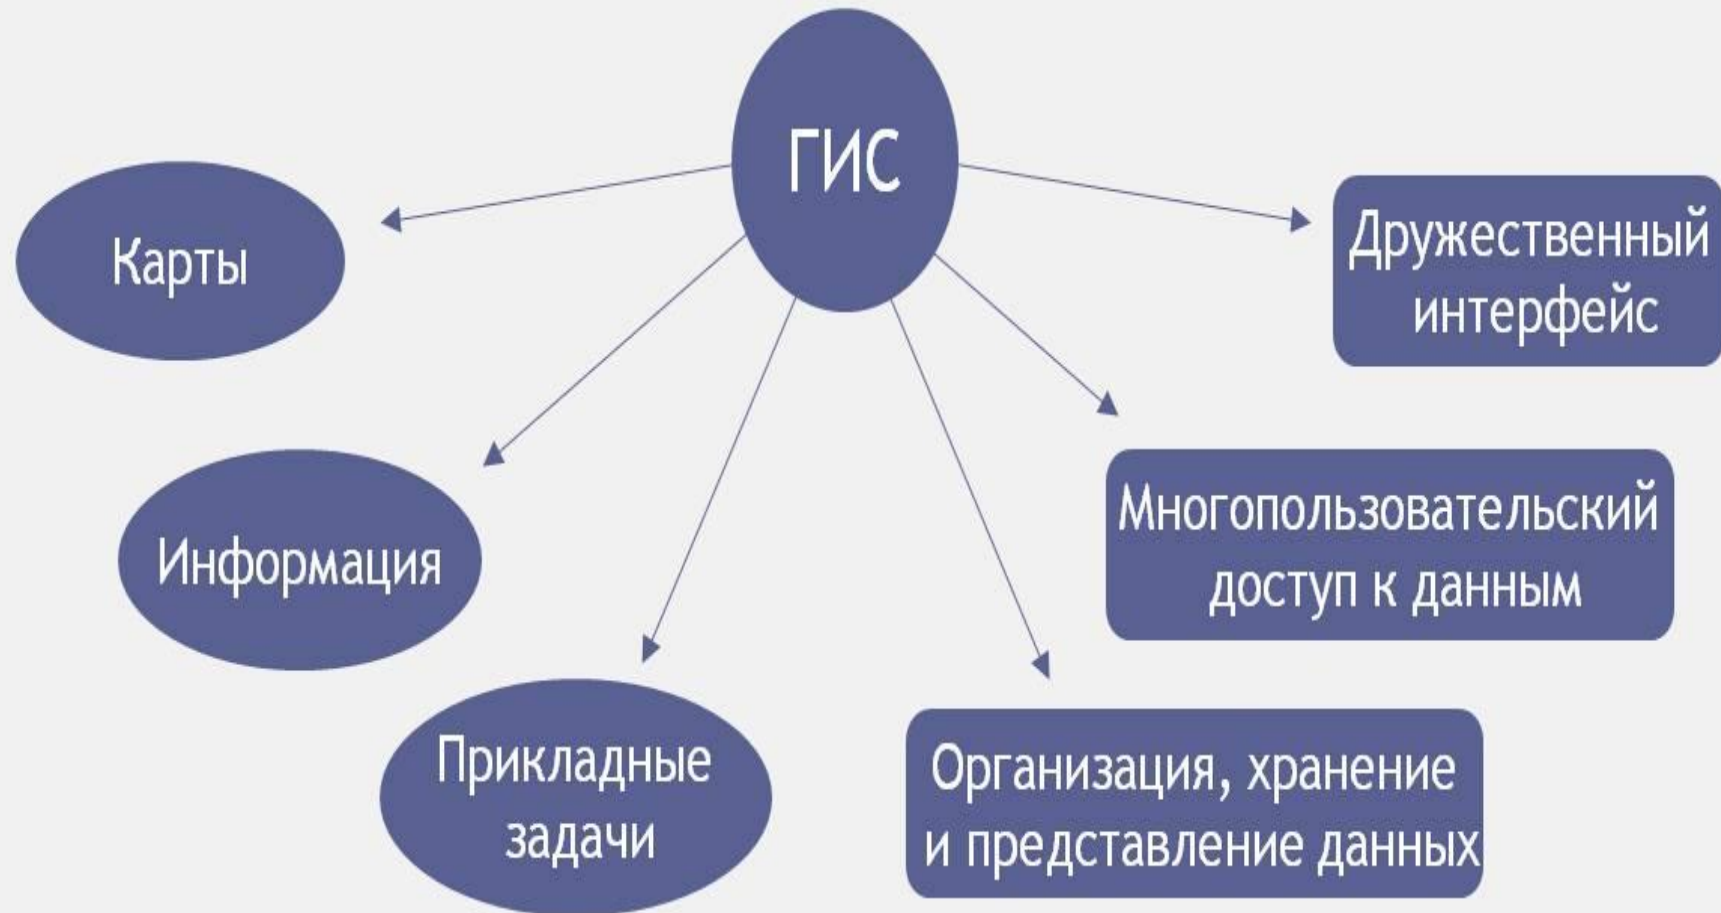 ГИС
Карты
Дружественный
интерфейс
Информация
Многопользовательский
доступ к данным
Прикладные
задачи
Организация, хранение
и представление данных